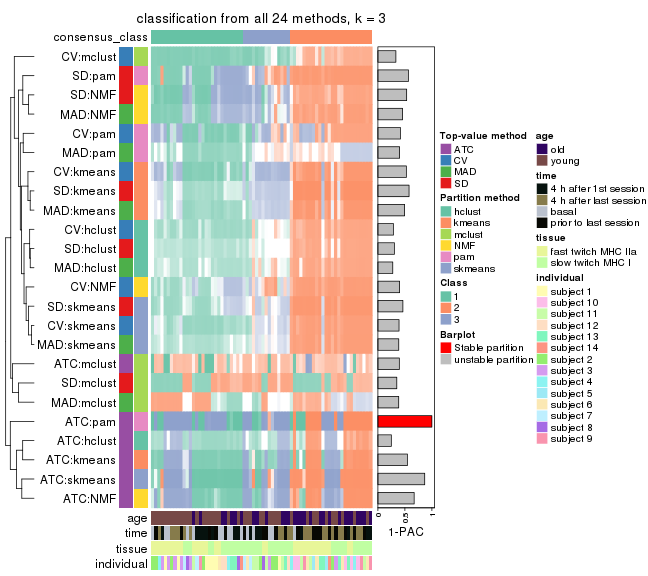 classification from all 24 methods, k = 3
consensus_class
CV:mclust
SD:pam
SD:NMF
MAD:NMF
CV:pam
MAD:pam
CV:kmeans
SD:kmeans
MAD:kmeans
CV:hclust
SD:hclust
MAD:hclust
CV:NMF
SD:skmeans
CV:skmeans
MAD:skmeans
ATC:mclust
SD:mclust
MAD:mclust
ATC:pam
ATC:hclust
ATC:kmeans
ATC:skmeans
ATC:NMF
age
time
tissue
individual
0 0.5 1
1-PAC
Top-value method
ATC
CV
MAD
SD
Partition method
hclust
kmeans
mclust
NMF
pam
skmeans
Class
1
2
3
Barplot
Stable partition
unstable partition
age
old
young
time
4 h after 1st session
4 h after last session
basal
prior to last session
tissue
fast twitch MHC IIa
slow twitch MHC I
individual
subject 1
subject 10
subject 11
subject 12
subject 13
subject 14
subject 2
subject 3
subject 4
subject 5
subject 6
subject 7
subject 8
subject 9